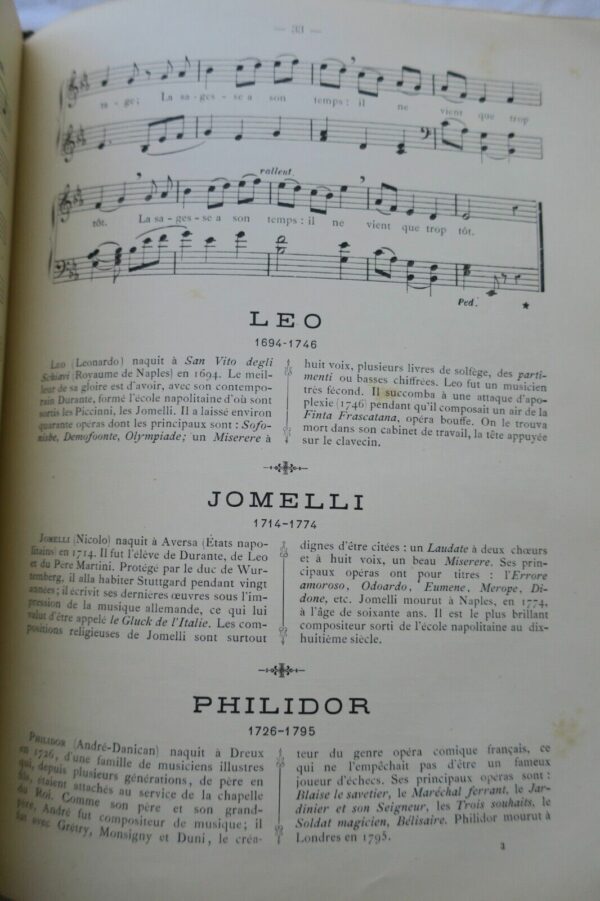 — 33 —
ra - ge; La sa - ges - se a son temps: il ne vient que trop
rallent.
tôt. La sa - ges - se a son temps: il ne vient que trop tôt.
Ped.
LEO
1694-1746
LEO (Leonardo) naquit à San Vito degli
Schiavi (Royaume de Naples) en 1694. Le meil-
leur de sa gloire est d'avoir, avec son contempo-
rain Durante, formé l'école napolitaine d'où sont
sortis les Piccinni, les Jomelli. Il a laissé environ
quarante opéras dont les principaux sont : Sofo-
nisbe, Demofoonte, Olympiade; un Miserere à
huit voix, plusieurs livres de solfège, des parti-
menti ou basses chiffrées. Leo fut un musicien
très fécond. Il succomba à une attaque d'apo-
plexie (1746) pendant qu'il composait un air de la
Finta Frascatana, opéra bouffe. On le trouva
mort dans son cabinet de travail, la tête appuyée
sur le clavecin.
JOMELLI
1714-1774
JOMELLI (Nicolo) naquit à Aversa (États napo-
litains) en 1714. Il fut l'élève de Durante, de Leo
et du Père Martini. Protégé par le duc de Wur-
temberg, il alla habiter Stuttgard pendant vingt
années; il écrivit ses dernières œuvres sous l'im-
pression de la musique allemande, ce qui lui
valut d'être appelé le Gluck de l'Italie. Les com-
positions religieuses de Jomelli sont surtout
dignes d'être citées : un Laudate à deux chœurs
et à huit voix, un beau Miserere. Ses prin-
cipaux opéras ont pour titres : l'Errore
amoroso, Odoardo, Eumene, Merope, Di-
done, etc. Jomelli mourut à Naples, en 1774,
à l'âge de soixante ans. Il est le plus brillant
compositeur sorti de l'école napolitaine au dix-
huitième siècle.
PHILIDOR
1726-1795
PHILIDOR (André-Danican) naquit à Dreux
en 1726, d'une famille de musiciens illustres
qui, depuis plusieurs générations, de père en
fils, étaient attachés au service de la chapelle
du Roi. Comme son père et son grand-
père, André fut compositeur de musique; il
fut avec Grétry, Monsigny et Duni, le créa-
teur du genre opéra comique français, ce
qui ne l'empêchait pas d'être un fameux
joueur d'échecs. Ses principaux opéras sont :
Blaise le savetier, le Maréchal ferrant, le Jar-
dinier et son Seigneur, les Trois souhaits, le
Soldat magicien, Bélisaire. Philidor mourut à
Londres en 1795.
3